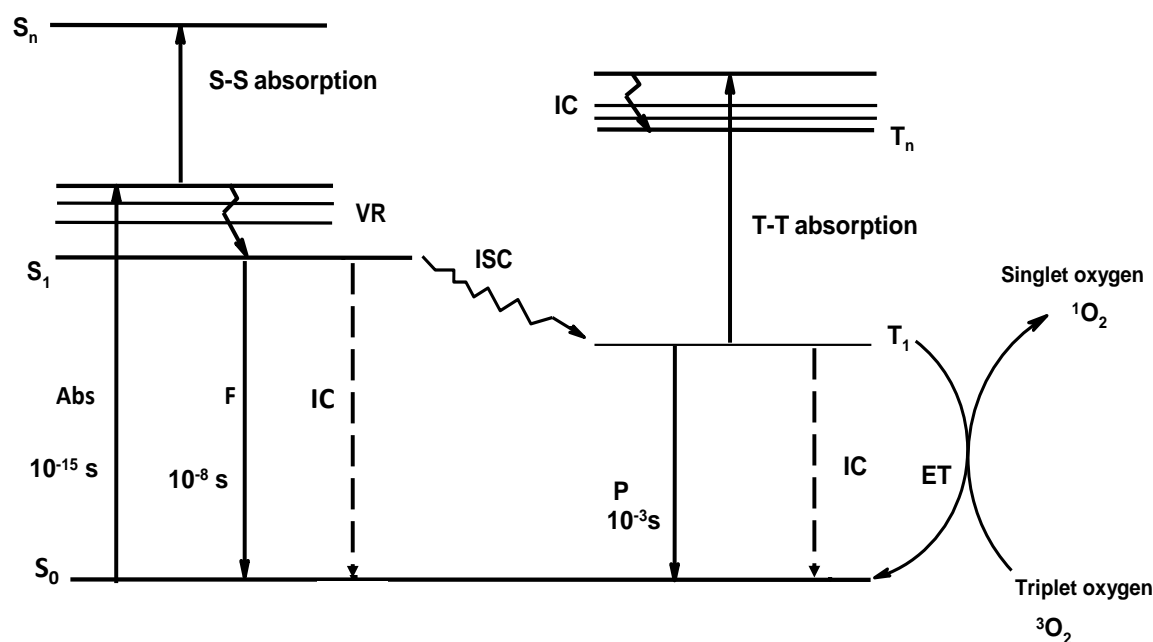 Sₙ
S-S absorption
IC
Tₙ
VR
T-T absorption
S₁
ISC
Singlet oxygen
¹O₂
T₁
Abs
F
IC
10⁻¹⁵ s
10⁻⁸ s
P
10⁻³s
IC
ET
S₀
Triplet oxygen
³O₂